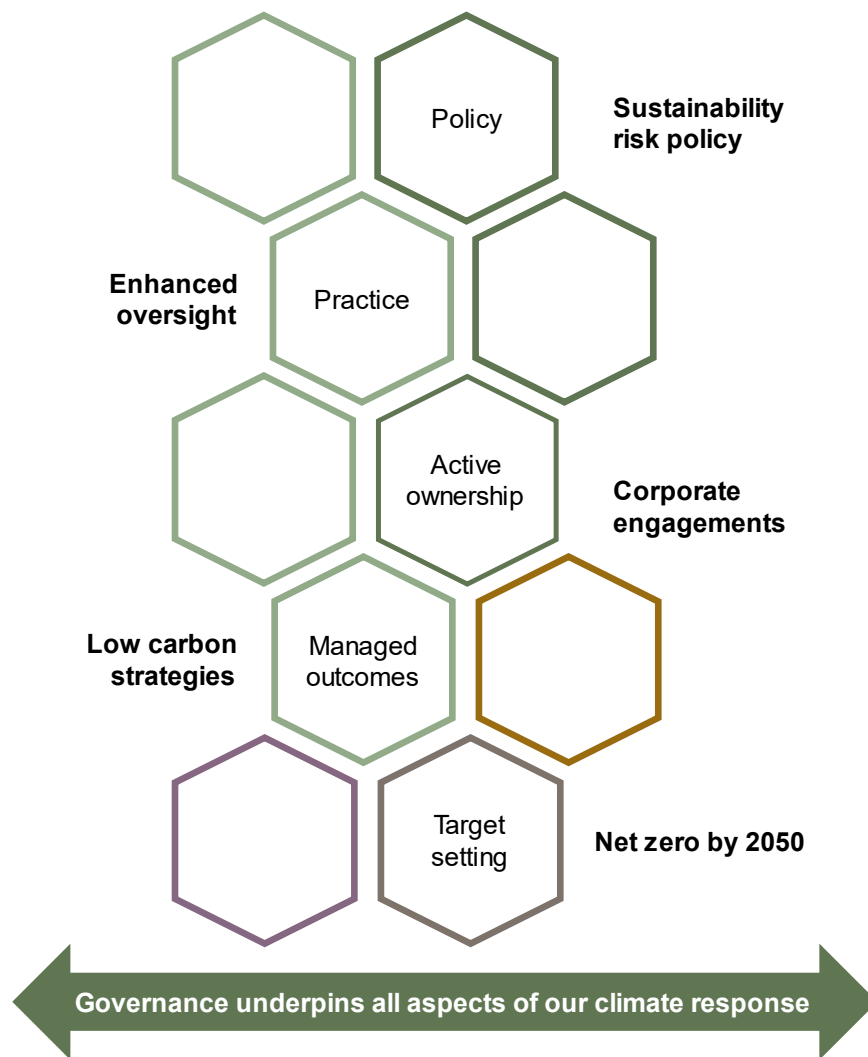 Policy
Sustainability
risk policy
Enhanced
oversight
Practice
Active
ownership
Corporate
engagements
Low carbon
strategies
Managed
outcomes
Target
setting
Net zero by 2050
Governance underpins all aspects of our climate response